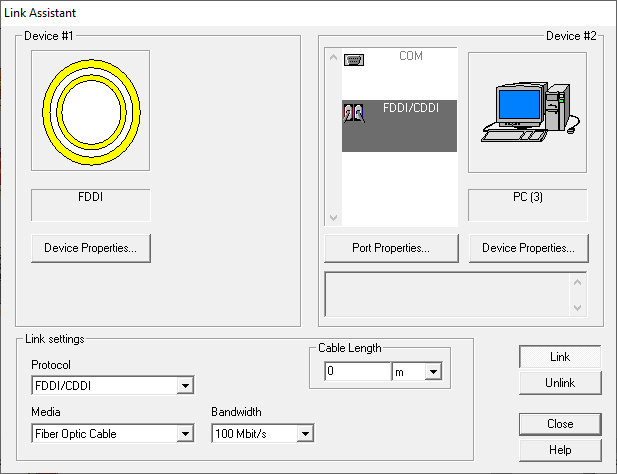 Link Assistant
Device #1
FDDI
Device Properties...
Device #2
COM
FDDI/CDDI
PC (3)
Port Properties...
Device Properties...
Link settings
Protocol
FDDI/CDDI
Media
Fiber Optic Cable
Bandwidth
100 Mbit/s
Cable Length
0
m
Link
Unlink
Close
Help